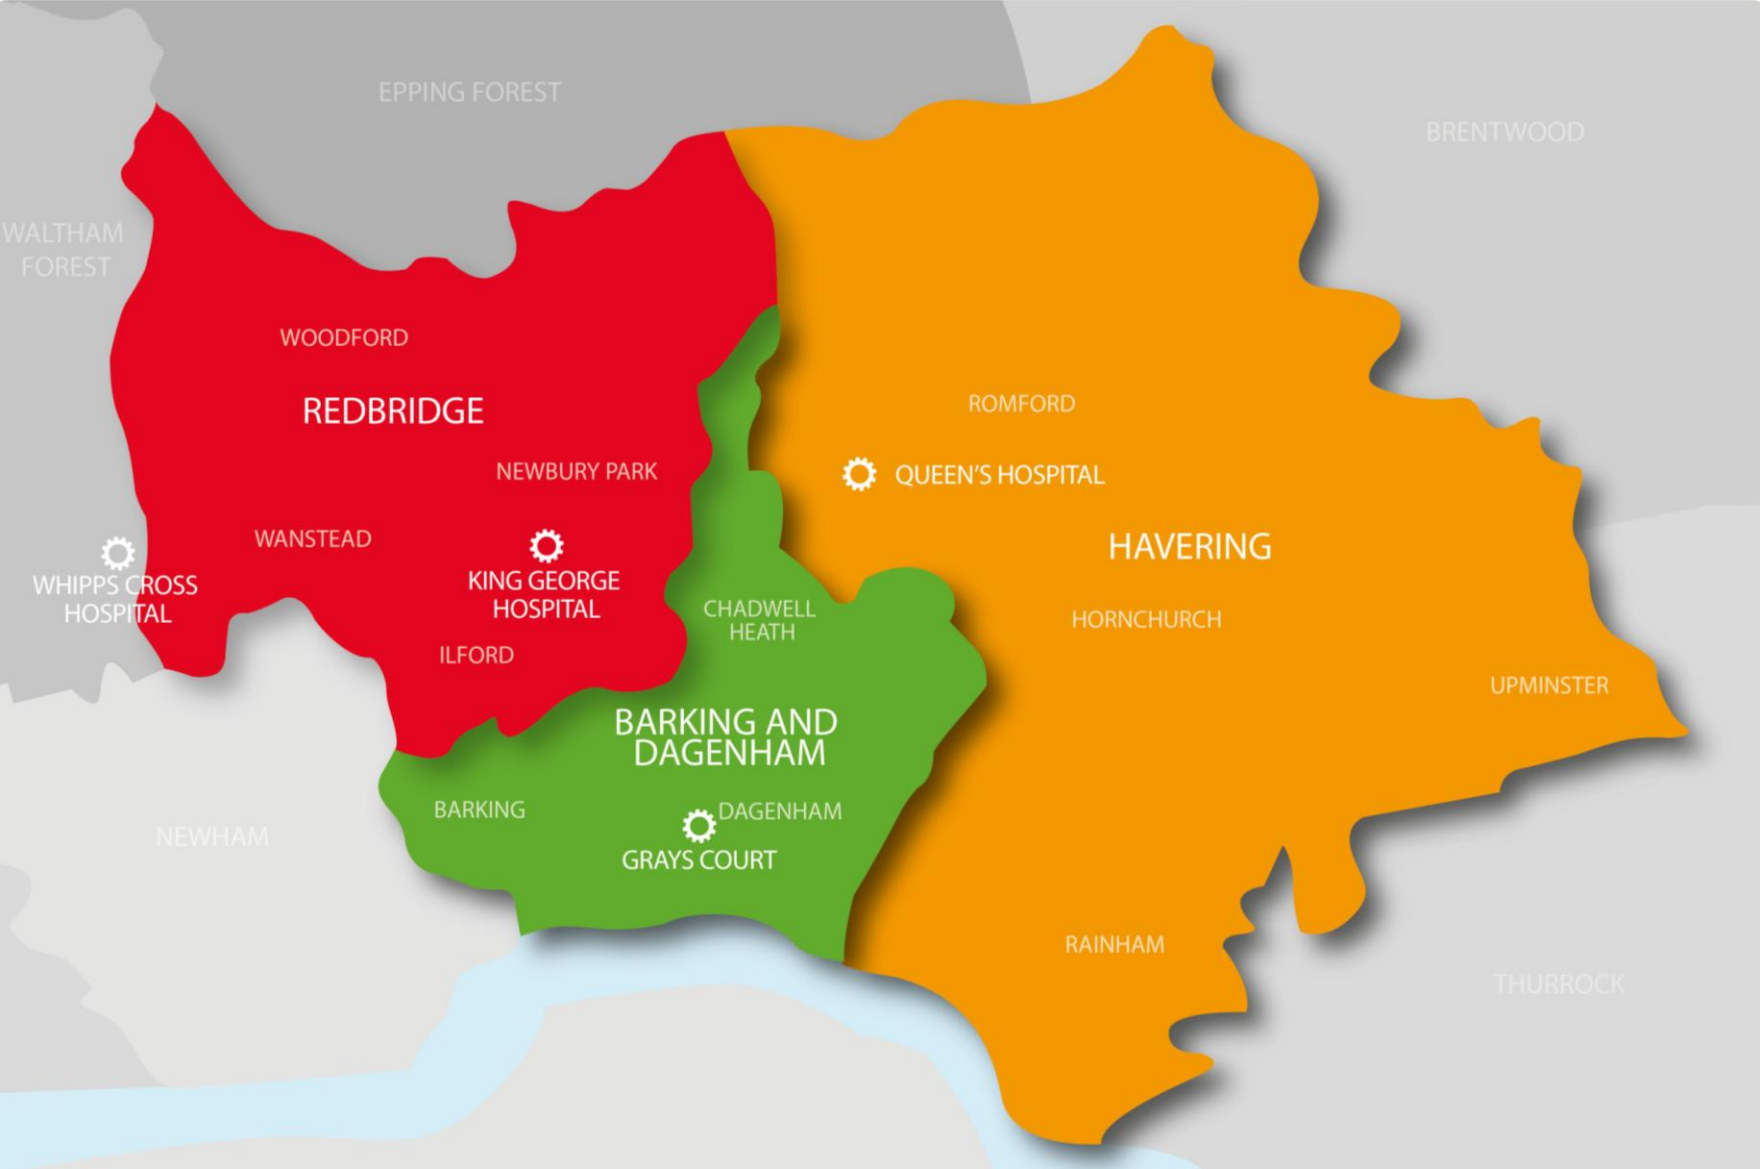 EPPING FOREST
BRENTWOOD
WALTHAM
FOREST
WOODFORD
REDBRIDGE
ROMFORD
NEWBURY PARK
QUEEN'S HOSPITAL
WANSTEAD
HAVERING
WHIPPS CROSS
HOSPITAL
KING GEORGE
HOSPITAL
CHADWELL
HEATH
HORNCHURCH
ILFORD
UPMINSTER
BARKING AND
DAGENHAM
BARKING
DAGENHAM
NEWHAM
GRAYS COURT
RAINHAM
THURROCK